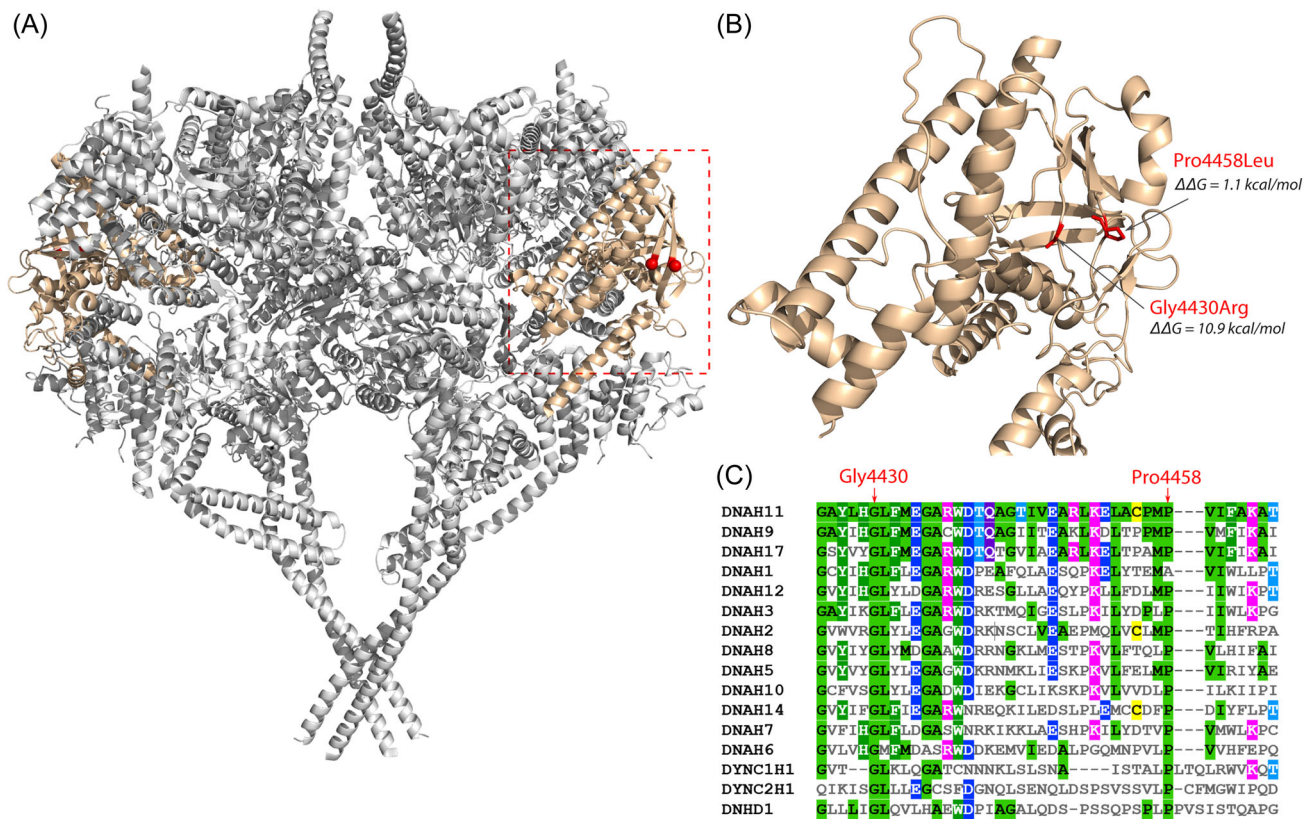 (A)
(B)
Pro4458Leu
ΔΔG = 1.1 kcal/mol
Gly4430Arg
ΔΔG = 10.9 kcal/mol
(C)
Gly4430 Pro4458
DNAH11 GAYLHGLFMEGARWDTQAGTIVEARLKELACPMP---VIFAKAT
DNAH9 GAYIHGLFMEGACWDTQAGIITEAKLKDLTPPMP---VMFIKAI
DNAH17 GSYVYGLFMEGARWDTQTGVIAEARLKELTPAMP---VIFIKAI
DNAH1 GCYIHGLFLEGARWDPEAFQLAESQPKELYTEMA---VIWLLPT
DNAH12 GVYIHGLYLDGARWDRESGLLAEQYPKLLFDLMP---IIWIKPT
DNAH3 GAYIKGLFLEGARWDRKTMQIGESLPKILYDPLP---IIWLKPG
DNAH2 GVWVRGLYLEGAGWDRKNSCLVEAEPMQLVCLMP---TIHFRPA
DNAH8 GVYIYGLYMDGAAWDRRNGKLMESTPKVLFTQLP---VLHIFAI
DNAH5 GVYVYGLYLEGAGWDKRNMKLIESKPKVLFELMP---VIRIYAE
DNAH10 GCFVSGLYLEGADWDIEKGCLIKSKPKVLVVDLP---ILKIIPI
DNAH14 GVYIFGLFIEGARWNREQKILEDSLPLEMCCDFP---DIYFLPT
DNAH7 GVFIHGLFLDGASWNRKIKKLAESHPKILYDTVP---VMWLKPC
DNAH6 GVLVHGMFMDASRWDDKEMVIEDALPGQMNPVLP---VVHFEPQ
DYNC1H1 GVT--GLKLQGATCNNNKLSLSNA----ISTALPLTQLRWVKQT
DYNC2H1 QIKISGLLLEGCSFDGNQLSENQLDSPSVSSVLP-CFMGWIPQD
DNHD1 GLLLIGLQVLHAEWDPIAGALQDS-PSSQPSPLPPVSISTQAPG